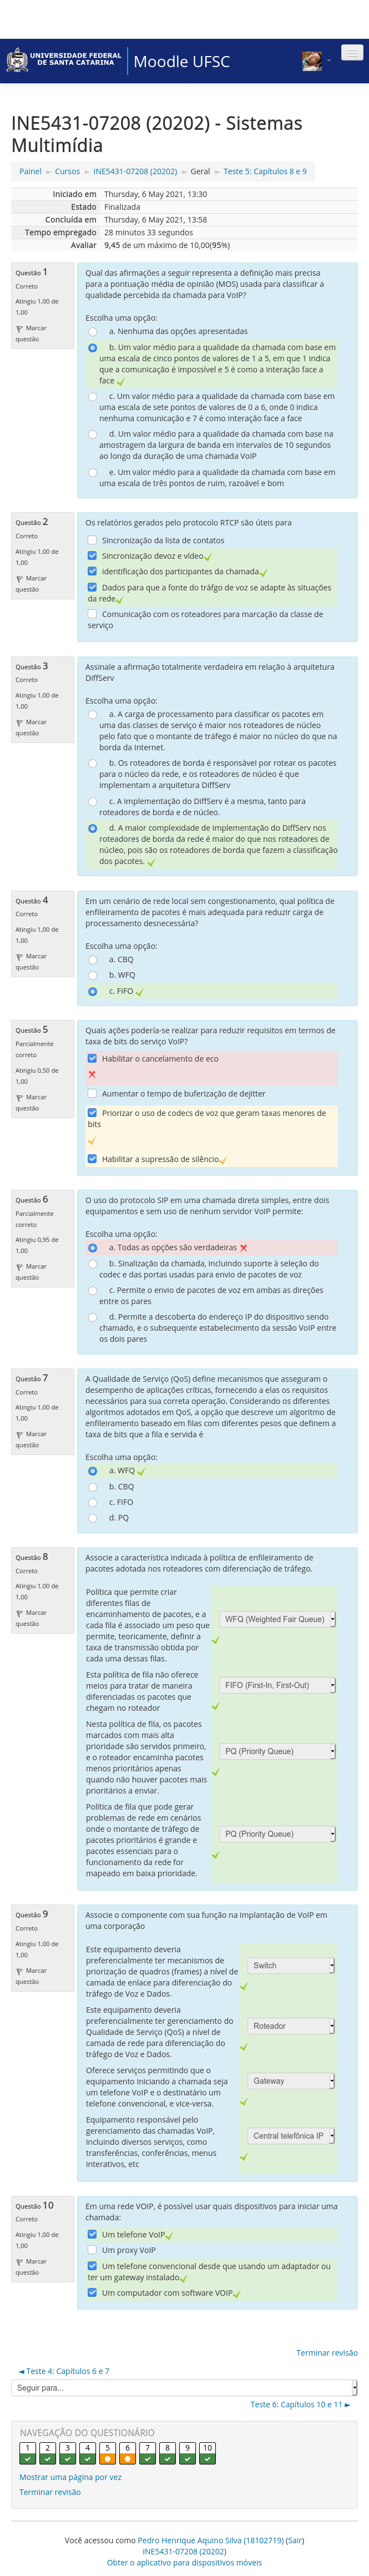 UNIVERSIDADE FEDERAL
DE SANTA CATARINA
Moodle UFSC
INE5431-07208 (20202) - Sistemas
Multimídia
Painel ► Cursos ► INE5431-07208 (20202) ► Geral ► Teste 5: Capítulos 8 e 9
Iniciado em Thursday, 6 May 2021, 13:30
Estado Finalizada
Concluída em Thursday, 6 May 2021, 13:58
Tempo empregado 28 minutos 33 segundos
Avaliar 9,45 de um máximo de 10,00(95%)
Questão 1
Correto
Atingiu 1,00 de
1,00
Marcar
questão
Qual das afirmações a seguir representa a definição mais precisa
para a pontuação média de opinião (MOS) usada para classificar a
qualidade percebida da chamada para VoIP?
Escolha uma opção:
a. Nenhuma das opções apresentadas
b. Um valor médio para a qualidade da chamada com base em
uma escala de cinco pontos de valores de 1 a 5, em que 1 indica
que a comunicação é impossível e 5 é como a interação face a
face
c. Um valor médio para a qualidade da chamada com base em
uma escala de sete pontos de valores de 0 a 6, onde 0 indica
nenhuma comunicação e 7 é como interação face a face
d. Um valor médio para a qualidade da chamada com base na
amostragem da largura de banda em intervalos de 10 segundos
ao longo da duração de uma chamada VoIP
e. Um valor médio para a qualidade da chamada com base em
uma escala de três pontos de ruim, razoável e bom
Questão 2
Correto
Atingiu 1,00 de
1,00
Marcar
questão
Os relatórios gerados pelo protocolo RTCP são úteis para
Sincronização da lista de contatos
Sincronização devoz e vídeo
Identificação dos participantes da chamada
Dados para que a fonte do tráfgo de voz se adapte às situações
da rede
Comunicação com os roteadores para marcação da classe de
serviço
Questão 3
Correto
Atingiu 1,00 de
1,00
Marcar
questão
Assinale a afirmação totalmente verdadeira em relação à arquitetura
DiffServ
Escolha uma opção:
a. A carga de processamento para classificar os pacotes em
uma das classes de serviço é maior nos roteadores de núcleo
pelo fato que o montante de tráfego é maior no núcleo do que na
borda da Internet.
b. Os roteadores de borda é responsável por rotear os pacotes
para o núcleo da rede, e os roteadores de núcleo é que
implementam a arquitetura DiffServ
c. A implementação do DiffServ é a mesma, tanto para
roteadores de borda e de núcleo.
d. A maior complexidade de implementação do DiffServ nos
roteadores de borda da rede é maior do que nos roteadores de
núcleo, pois são os roteadores de borda que fazem a classificação
dos pacotes.
Questão 4
Correto
Atingiu 1,00 de
1,00
Marcar
questão
Em um cenário de rede local sem congestionamento, qual política de
enfileiramento de pacotes é mais adequada para reduzir carga de
processamento desnecessária?
Escolha uma opção:
a. CBQ
b. WFQ
c. FIFO
Questão 5
Parcialmente
correto
Atingiu 0,50 de
1,00
Marcar
questão
Quais ações podería-se realizar para reduzir requisitos em termos de
taxa de bits do serviço VoIP?
Habilitar o cancelamento de eco
Aumentar o tempo de buferização de dejitter
Priorizar o uso de codecs de voz que geram taxas menores de
bits
Habilitar a supressão de silêncio
Questão 6
Parcialmente
correto
Atingiu 0,95 de
1,00
Marcar
questão
O uso do protocolo SIP em uma chamada direta simples, entre dois
equipamentos e sem uso de nenhum servidor VoIP permite:
Escolha uma opção:
a. Todas as opções são verdadeiras
b. Sinalização da chamada, incluindo suporte à seleção do
codec e das portas usadas para envio de pacotes de voz
c. Permite o envio de pacotes de voz em ambas as direções
entre os pares
d. Permite a descoberta do endereço IP do dispositivo sendo
chamado, e o subsequente estabelecimento da sessão VoIP entre
os dois pares
Questão 7
Correto
Atingiu 1,00 de
1,00
Marcar
questão
A Qualidade de Serviço (QoS) define mecanismos que asseguram o
desempenho de aplicações críticas, fornecendo a elas os requisitos
necessários para sua correta operação. Considerando os diferentes
algoritmos adotados em QoS, a opção que descreve um algoritmo de
enfileiramento baseado em filas com diferentes pesos que definem a
taxa de bits que a fila é servida é
Escolha uma opção:
a. WFQ
b. CBQ
c. FIFO
d. PQ
Questão 8
Correto
Atingiu 1,00 de
1,00
Marcar
questão
Associe a característica indicada à política de enfileiramento de
pacotes adotada nos roteadores com diferenciação de tráfego.
Política que permite criar
diferentes filas de
encaminhamento de pacotes, e a
cada fila é associado um peso que
permite, teoricamente, definir a
taxa de transmissão obtida por
cada uma dessas filas.
WFQ (Weighted Fair Queue)
Esta política de fila não oferece
meios para tratar de maneira
diferenciadas os pacotes que
chegam no roteador
FIFO (First-In, First-Out)
Nesta política de fila, os pacotes
marcados com mais alta
prioridade são servidos primeiro,
e o roteador encaminha pacotes
menos prioritários apenas
quando não houver pacotes mais
prioritários a enviar.
PQ (Priority Queue)
Política de fila que pode gerar
problemas de rede em cenários
onde o montante de tráfego de
pacotes prioritários é grande e
pacotes essenciais para o
funcionamento da rede for
mapeado em baixa prioridade.
PQ (Priority Queue)
Questão 9
Correto
Atingiu 1,00 de
1,00
Marcar
questão
Associe o componente com sua função na implantação de VoIP em
uma corporação
Este equipamento deveria
preferencialmente ter mecanismos de
priorização de quadros (frames) a nível de
camada de enlace para diferenciação do
tráfego de Voz e Dados.
Switch
Este equipamento deveria
preferencialmente ter gerenciamento do
Qualidade de Serviço (QoS) a nível de
camada de rede para diferenciação do
tráfego de Voz e Dados.
Roteador
Oferece serviços permitindo que o
equipamento iniciando a chamada seja
um telefone VoIP e o destinatário um
telefone convencional, e vice-versa.
Gateway
Equipamento responsável pelo
gerenciamento das chamadas VoIP,
incluindo diversos serviços, como
transferências, conferências, menus
interativos, etc
Central telefônica IP
Questão 10
Correto
Atingiu 1,00 de
1,00
Marcar
questão
Em uma rede VOIP, é possível usar quais dispositivos para iniciar uma
chamada:
Um telefone VoIP
Um proxy VoIP
Um telefone convencional desde que usando um adaptador ou
ter um gateway instalado
Um computador com software VOIP
Terminar revisão
◄ Teste 4: Capítulos 6 e 7
Seguir para...
Teste 6: Capítulos 10 e 11 ►
NAVEGAÇÃO DO QUESTIONÁRIO
1 2 3 4 5 6 7 8 9 10
Mostrar uma página por vez
Terminar revisão
Você acessou como Pedro Henrique Aquino Silva (18102719) (Sair)
INE5431-07208 (20202)
Obter o aplicativo para dispositivos móveis